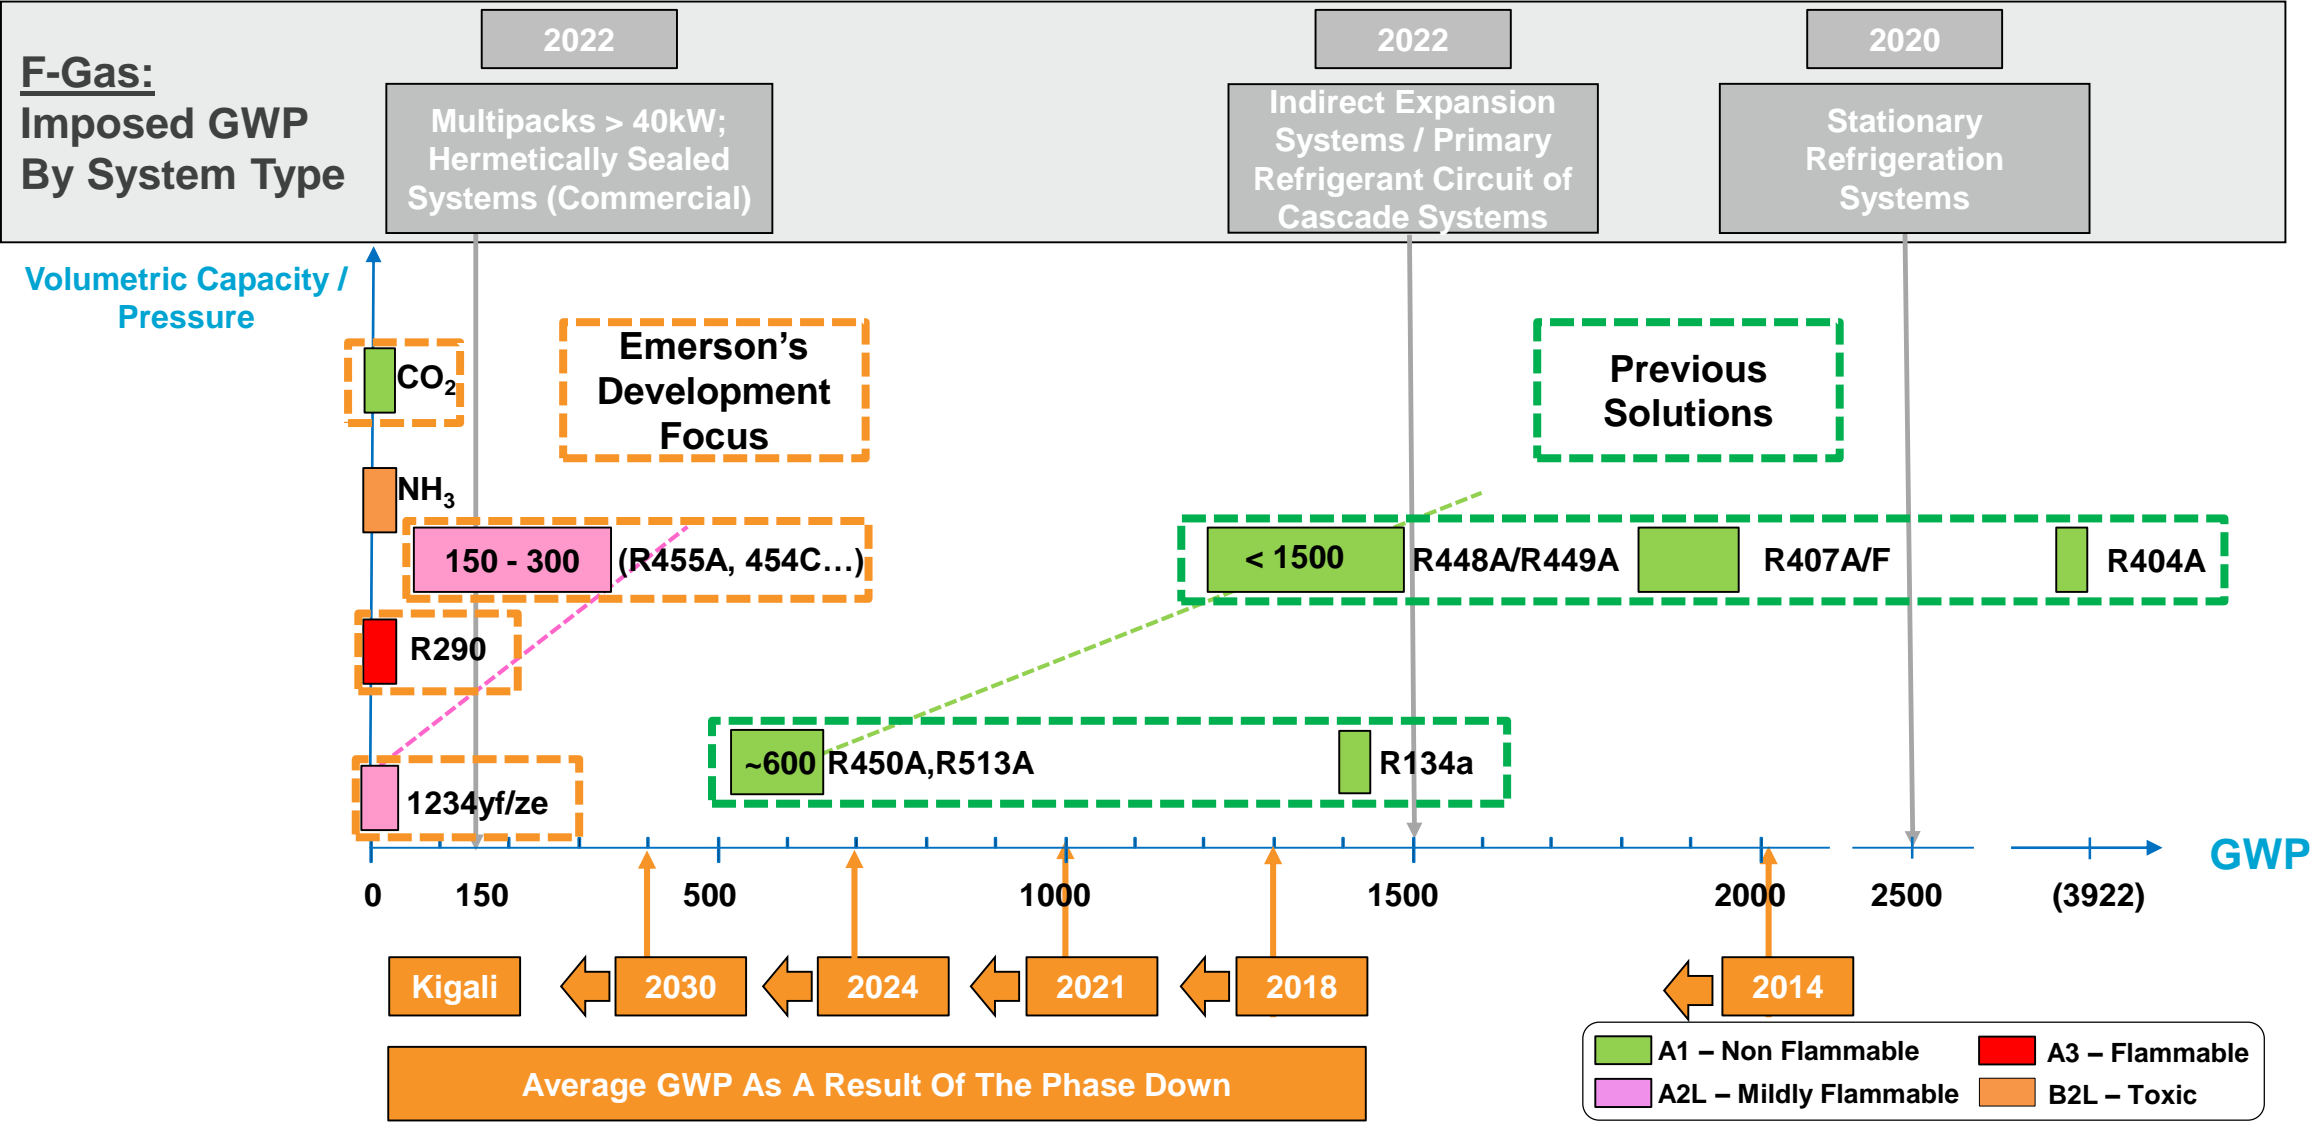 F-Gas:
Imposed GWP
By System Type
2022
Multipacks > 40kW;
Hermetically Sealed
Systems (Commercial)
2022
Indirect Expansion
Systems / Primary
Refrigerant Circuit of
Cascade Systems
2020
Stationary
Refrigeration
Systems
Volumetric Capacity /
Pressure
Emerson’s
Development
Focus
Previous
Solutions
CO2
NH3
150 - 300 (R455A, 454C…)
< 1500 R448A/R449A R407A/F R404A
R290
~600 R450A,R513A R134a
1234yf/ze
GWP
0 150 500 1000 1500 2000 2500 (3922)
Kigali 2030 2024 2021 2018 2014
Average GWP As A Result Of The Phase Down
A1 – Non Flammable
A3 – Flammable
A2L – Mildly Flammable
B2L – Toxic